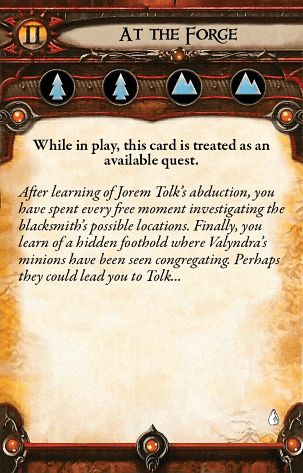 II
At the Forge
While in play, this card is treated as an
available quest.
After learning of Jorem Tolk's abduction, you
have spent every free moment investigating the
blacksmith's possible locations. Finally, you
learn of a hidden foothold where Valyndra's
minions have been seen congregating. Perhaps
they could lead you to Tolk...